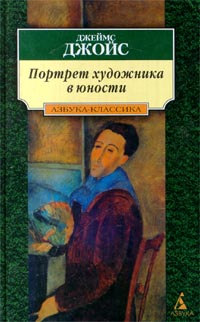 ДЖЕЙМС
ДЖОЙС
Портрет художника
в юности
АЗБУКА-КЛАССИКА
АЗБУКА